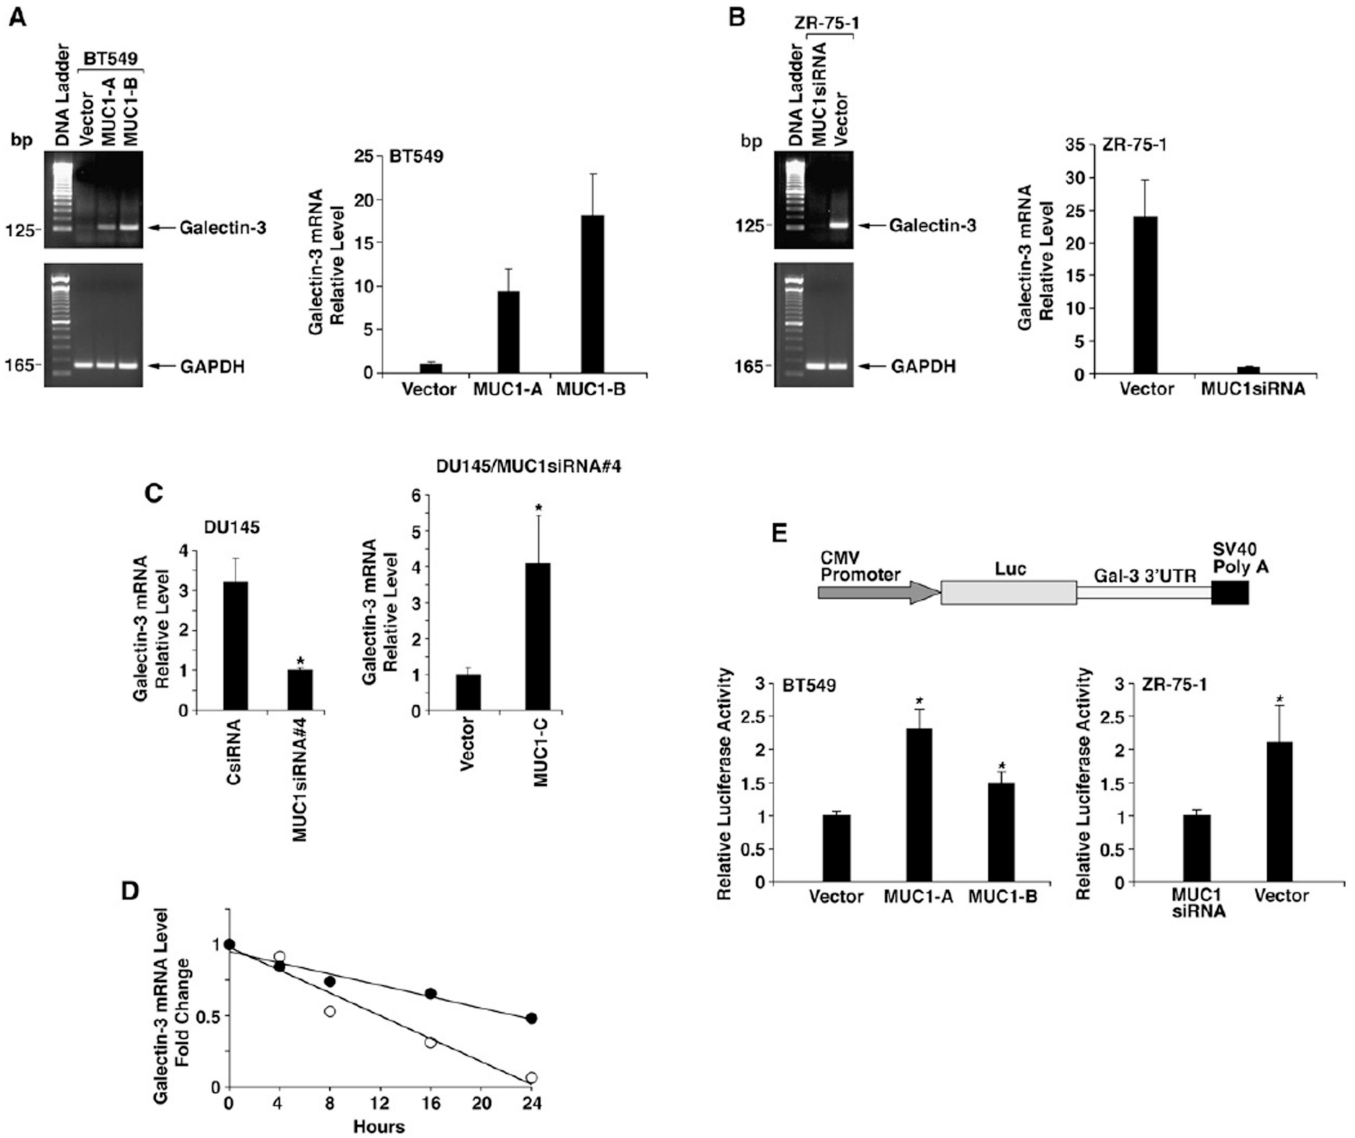 A
BT549
DNA Ladder
Vector
MUC1-A
MUC1-B
bp
125
Galectin-3
165
GAPDH
BT549
Galectin-3 mRNA
Relative Level
25
20
15
10
5
0
Vector MUC1-A MUC1-B
B
ZR-75-1
DNA Ladder
MUC1siRNA
Vector
bp
125
Galectin-3
165
GAPDH
ZR-75-1
Galectin-3 mRNA
Relative Level
35
30
25
20
15
10
5
0
Vector MUC1siRNA
C
DU145
Galectin-3 mRNA
Relative Level
4
3
2
1
0
*
CsiRNA
MUC1siRNA#4
DU145/MUC1siRNA#4
Galectin-3 mRNA
Relative Level
6
5
4
3
2
1
0
*
Vector
MUC1-C
D
Galectin-3 mRNA Level
Fold Change
1
0.5
0
0 4 8 12 16 20 24
Hours
E
CMV
Promoter
Luc
Gal-3 3'UTR
SV40
Poly A
BT549
Relative Luciferase Activity
3
2.5
2
1.5
1
0.5
0
*
*
Vector MUC1-A MUC1-B
ZR-75-1
Relative Luciferase Activity
3
2.5
2
1.5
1
0.5
0
*
MUC1
siRNA
Vector